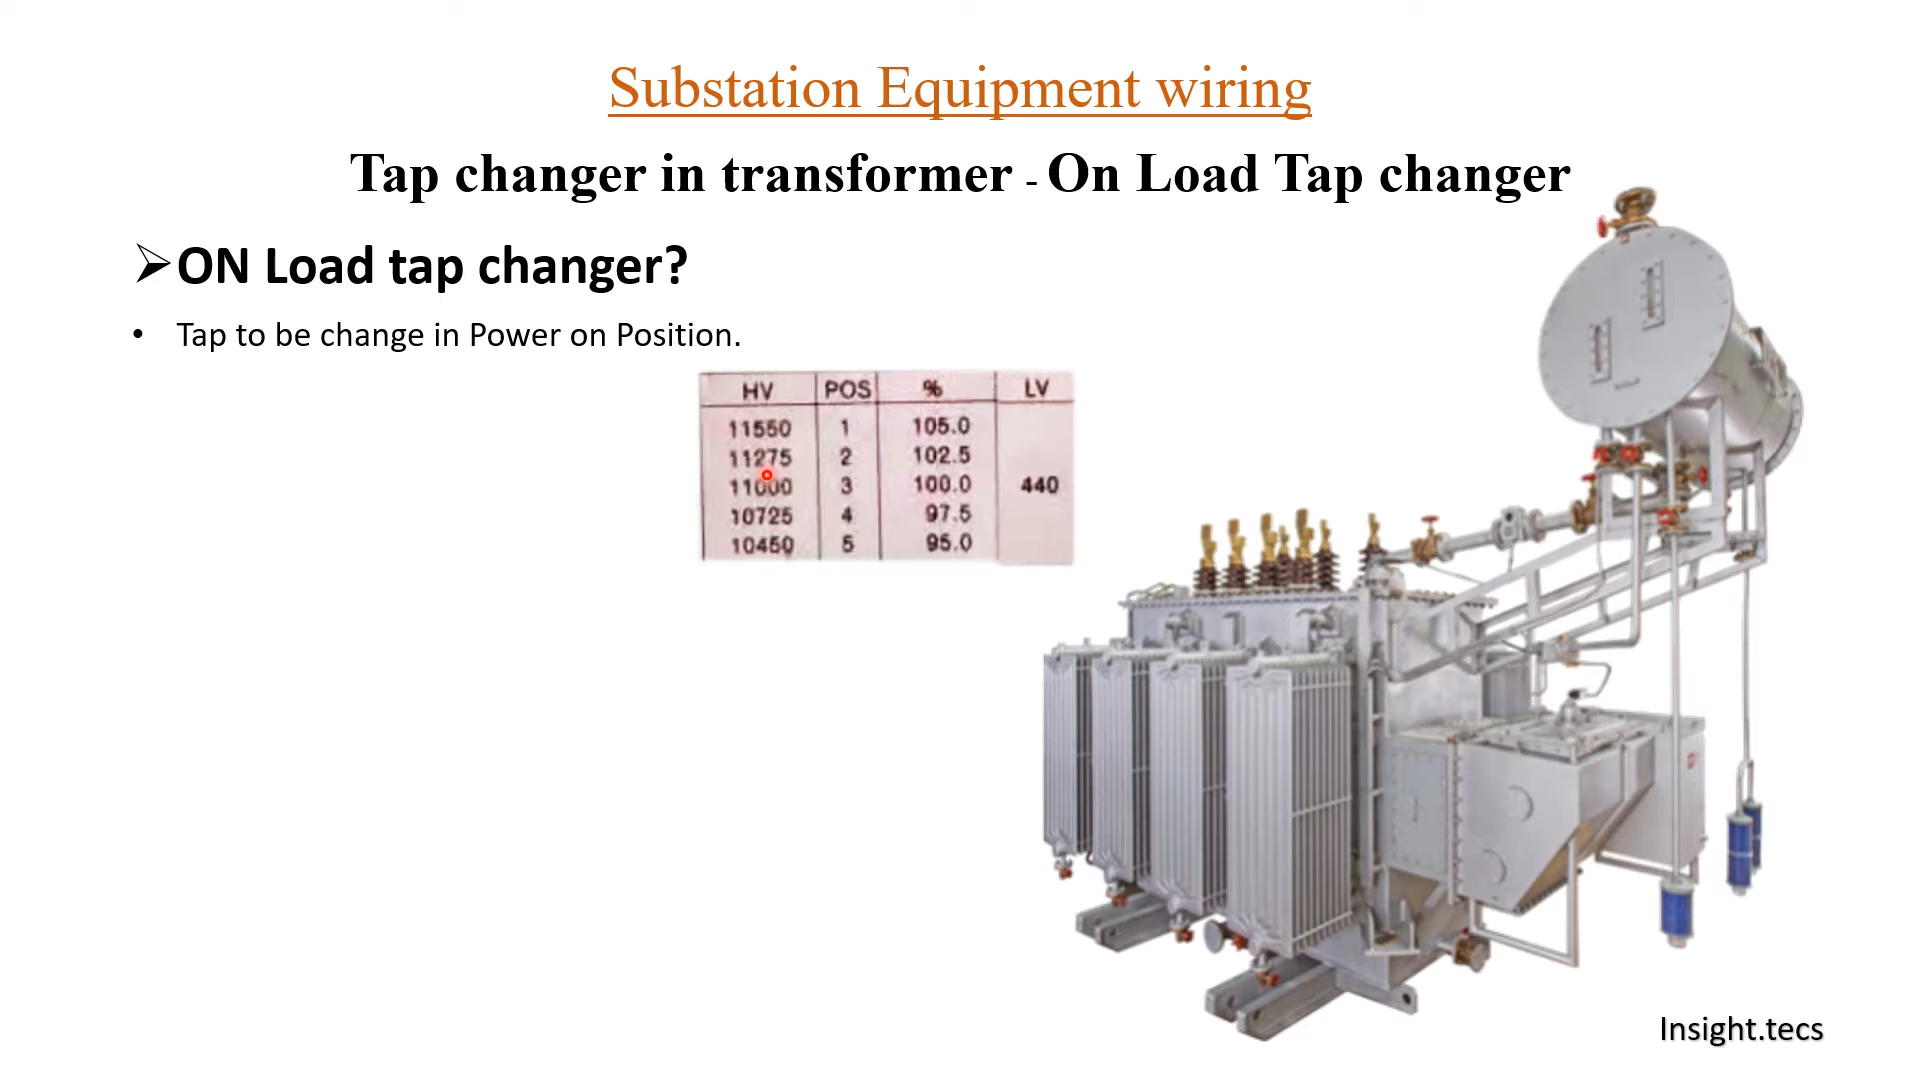 Substation Equipment wiring
Tap changer in transformer - On Load Tap changer
➢ON Load tap changer?
• Tap to be change in Power on Position.
HV POS % LV
11550 1 105.0
11275 2 102.5
11000 3 100.0 440
10725 4 97.5
10450 5 95.0
Insight.tecs